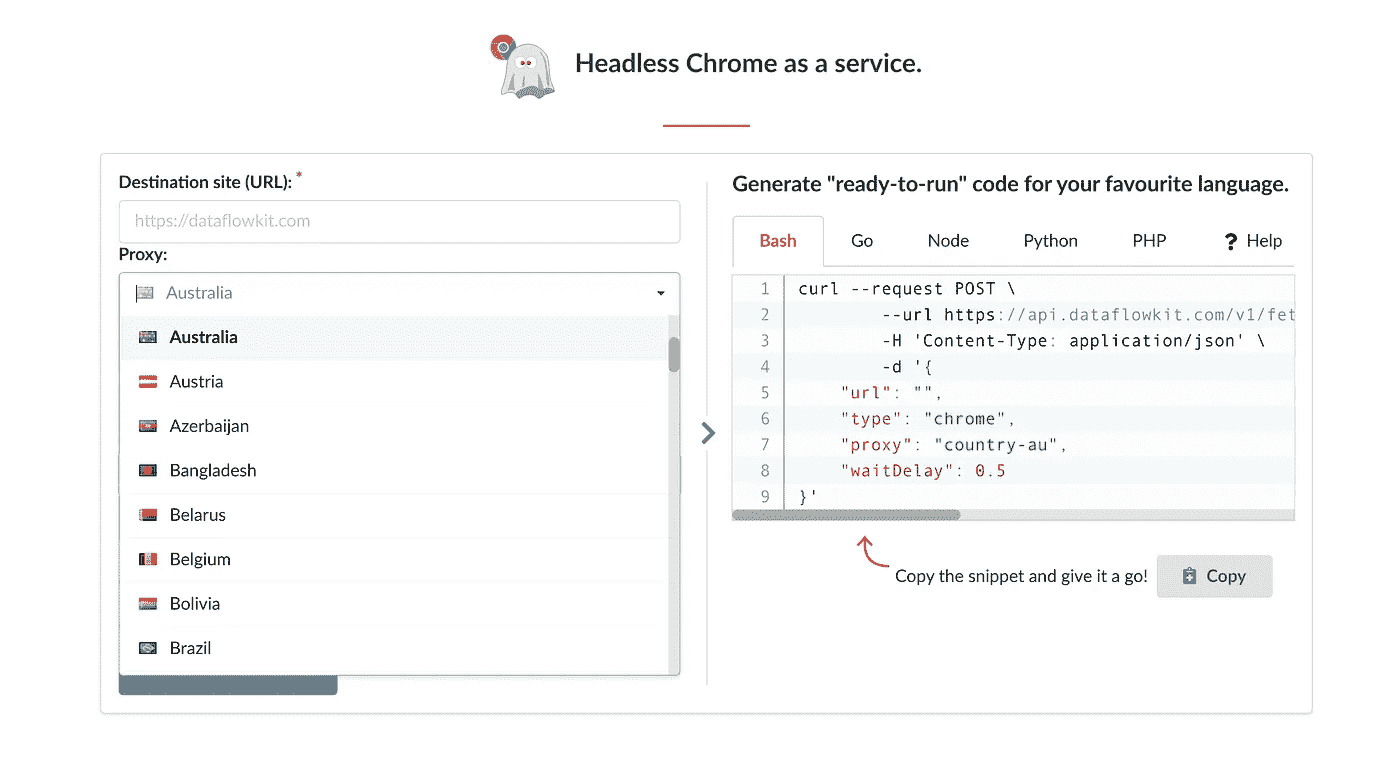 Headless Chrome as a service.
Destination site (URL): *
https://dataflowkit.com
Proxy:
Australia
Australia
Austria
Azerbaijan
Bangladesh
Belarus
Belgium
Bolivia
Brazil
Generate "ready-to-run" code for your favourite language.
Bash Go Node Python PHP ? Help
1 curl --request POST \
2 --url https://api.dataflowkit.com/v1/fet
3 -H 'Content-Type: application/json' \
4 -d '{
5 "url": "",
6 "type": "chrome",
7 "proxy": "country-au",
8 "waitDelay": 0.5
9 }'
Copy the snippet and give it a go! Copy